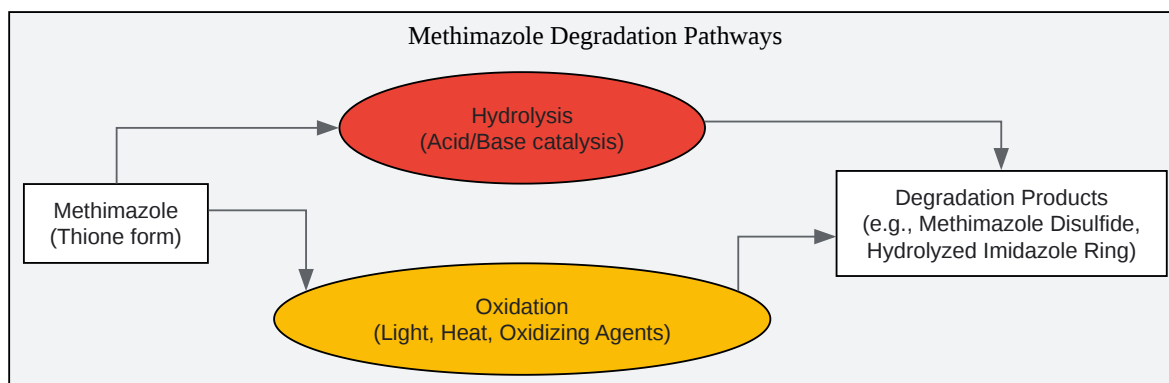 Methimazole Degradation Pathways
Hydrolysis
(Acid/Base catalysis)
Methimazole
(Thione form)
Degradation Products
(e.g., Methimazole Disulfide,
Hydrolyzed Imidazole Ring)
Oxidation
(Light, Heat, Oxidizing Agents)